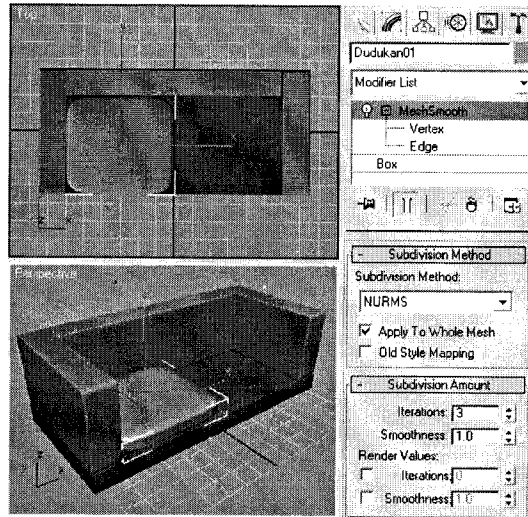 Top
Perspective
Dudukan01
Modifier List
MeshSmooth
Vertex
Edge
Box
- Subdivision Method
Subdivision Method:
NURMS
Apply To Whole Mesh
Old Style Mapping
- Subdivision Amount
Iterations: 3
Smoothness: 1.0
Render Values:
Iterations: 0
Smoothness: 1.0